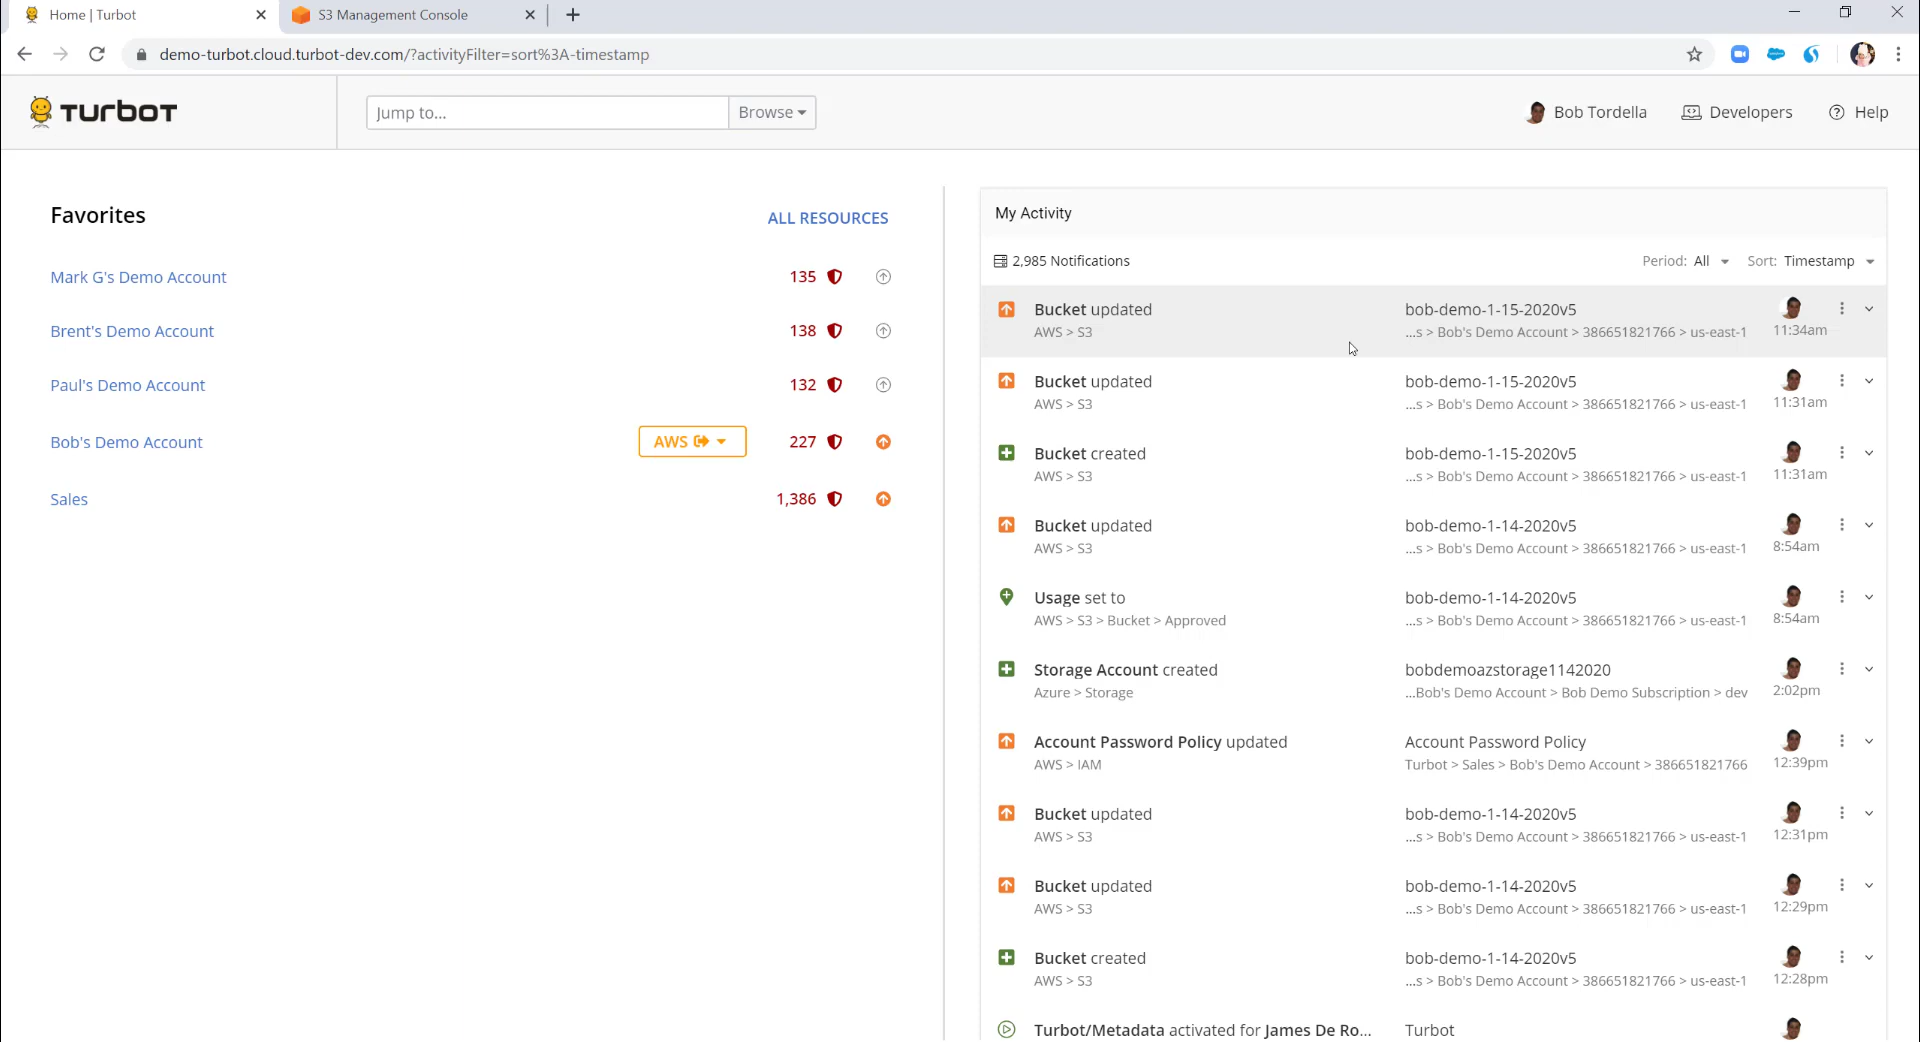 Home | Turbot
S3 Management Console
demo-turbot.cloud.turbot-dev.com/?activityFilter=sort%3A-timestamp
TURBOT
Jump to...
Browse
Bob Tordella
Developers
Help
Favorites
ALL RESOURCES
Mark G's Demo Account
135
Brent's Demo Account
138
Paul's Demo Account
132
Bob's Demo Account
AWS
227
Sales
1,386
My Activity
2,985 Notifications
Period: All
Sort: Timestamp
Bucket updated
bob-demo-1-15-2020v5
AWS > S3
...s > Bob's Demo Account > 386651821766 > us-east-1
11:34am
Bucket updated
bob-demo-1-15-2020v5
AWS > S3
...s > Bob's Demo Account > 386651821766 > us-east-1
11:31am
Bucket created
bob-demo-1-15-2020v5
AWS > S3
...s > Bob's Demo Account > 386651821766 > us-east-1
11:31am
Bucket updated
bob-demo-1-14-2020v5
AWS > S3
...s > Bob's Demo Account > 386651821766 > us-east-1
8:54am
Usage set to
bob-demo-1-14-2020v5
AWS > S3 > Bucket > Approved
...s > Bob's Demo Account > 386651821766 > us-east-1
8:54am
Storage Account created
bobdemoazstorage1142020
Azure > Storage
...Bob's Demo Account > Bob Demo Subscription > dev
2:02pm
Account Password Policy updated
Account Password Policy
AWS > IAM
Turbot > Sales > Bob's Demo Account > 386651821766
12:39pm
Bucket updated
bob-demo-1-14-2020v5
AWS > S3
...s > Bob's Demo Account > 386651821766 > us-east-1
12:31pm
Bucket updated
bob-demo-1-14-2020v5
AWS > S3
...s > Bob's Demo Account > 386651821766 > us-east-1
12:29pm
Bucket created
bob-demo-1-14-2020v5
AWS > S3
...s > Bob's Demo Account > 386651821766 > us-east-1
12:28pm
Turbot/Metadata activated for James De Ro...
Turbot